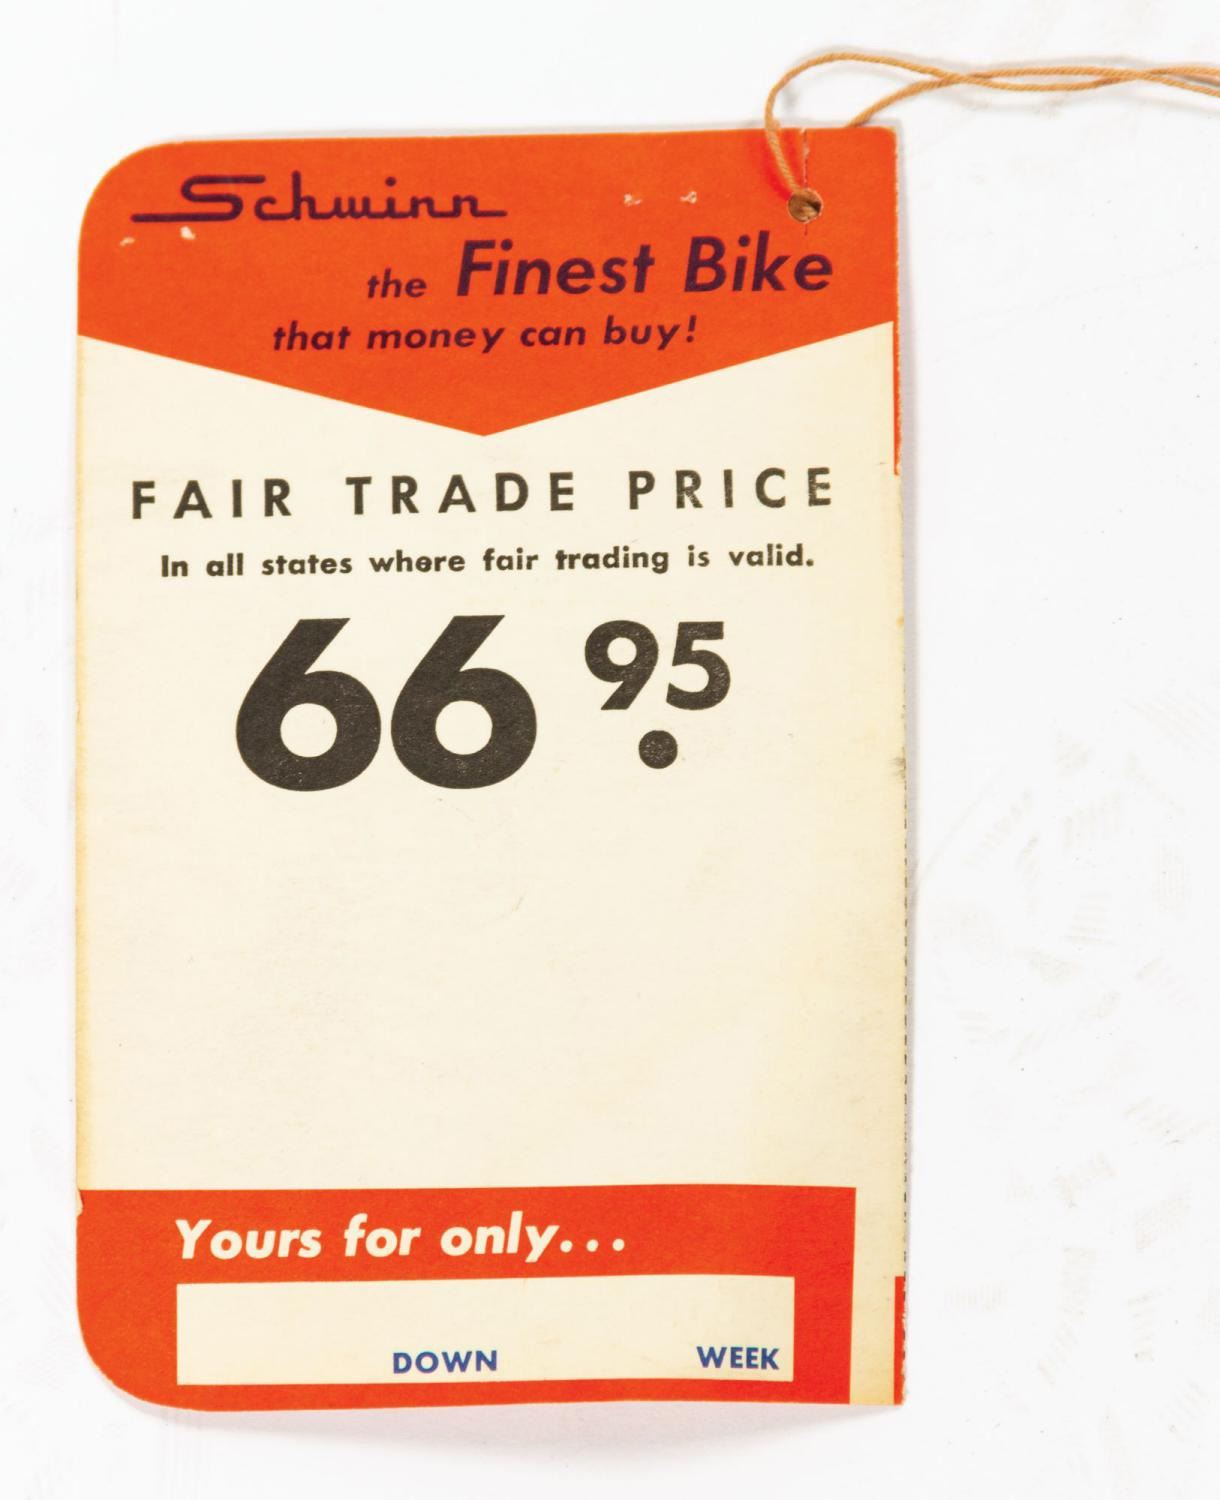 Schwinn
the Finest Bike
that money can buy!
FAIR TRADE PRICE
In all states where fair trading is valid.
66.95
Yours for only...
DOWN WEEK